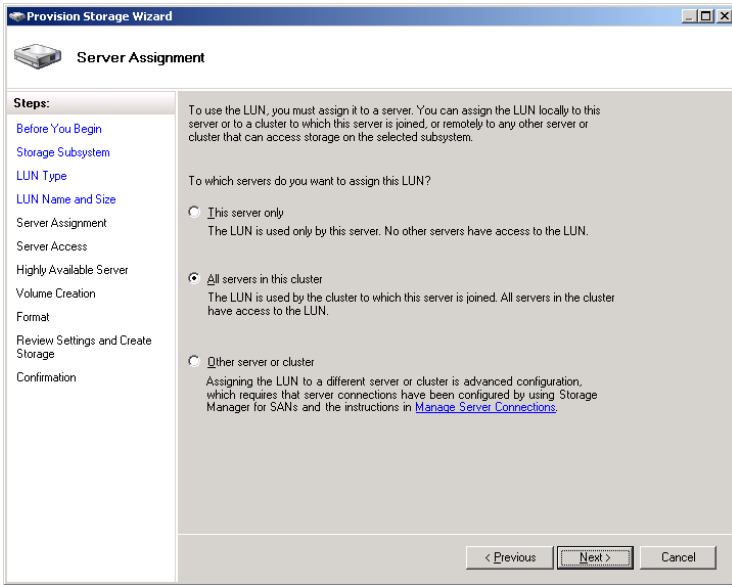 Provision Storage Wizard
Server Assignment
Steps:
Before You Begin
Storage Subsystem
LUN Type
LUN Name and Size
Server Assignment
Server Access
Highly Available Server
Volume Creation
Format
Review Settings and Create
Storage
Confirmation
To use the LUN, you must assign it to a server. You can assign the LUN locally to this
server or to a cluster to which this server is joined, or remotely to any other server or
cluster that can access storage on the selected subsystem.
To which servers do you want to assign this LUN?
This server only
The LUN is used only by this server. No other servers have access to the LUN.
All servers in this cluster
The LUN is used by the cluster to which this server is joined. All servers in the cluster
have access to the LUN.
Other server or cluster
Assigning the LUN to a different server or cluster is advanced configuration,
which requires that server connections have been configured by using Storage
Manager for SANs and the instructions in Manage Server Connections.
< Previous
Next >
Cancel